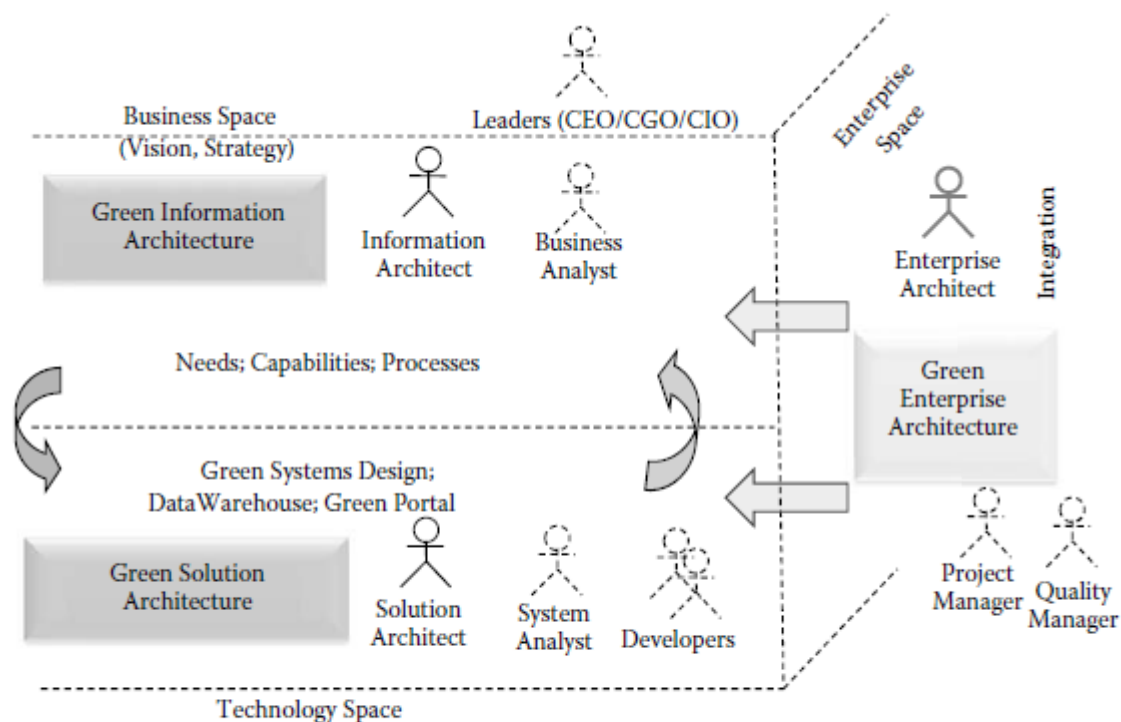 Leaders (CEO/CGO/CIO)
Business Space
(Vision, Strategy)
Enterprise
Space
Green Information
Architecture
Information
Architect
Business
Analyst
Enterprise
Architect
Integration
Needs; Capabilities; Processes
Green
Enterprise
Architecture
Green Systems Design;
DataWarehouse; Green Portal
Green Solution
Architecture
Solution
Architect
System
Analyst
Developers
Project
Manager
Quality
Manager
Technology Space